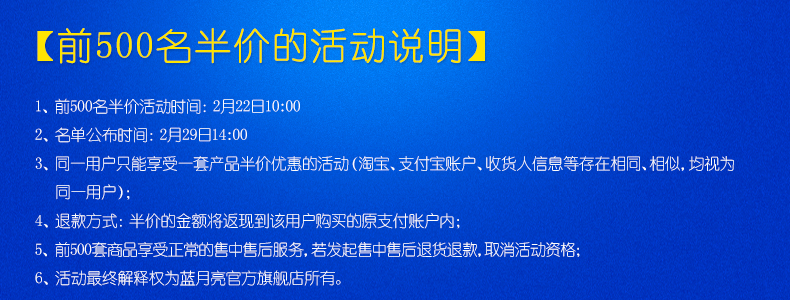 【前500名半价的活动说明】
1、前500名半价活动时间：2月22日10:00
2、名单公布时间：2月29日14:00
3、同一用户只能享受一套产品半价优惠的活动(淘宝、支付宝账户、收货人信息等存在相同、相似,均视为
同一用户);
4、退款方式：半价的金额将返现到该用户购买的原支付账户内;
5、前500套商品享受正常的售中售后服务,若发起售中售后退货退款,取消活动资格;
6、活动最终解释权为蓝月亮官方旗舰店所有。